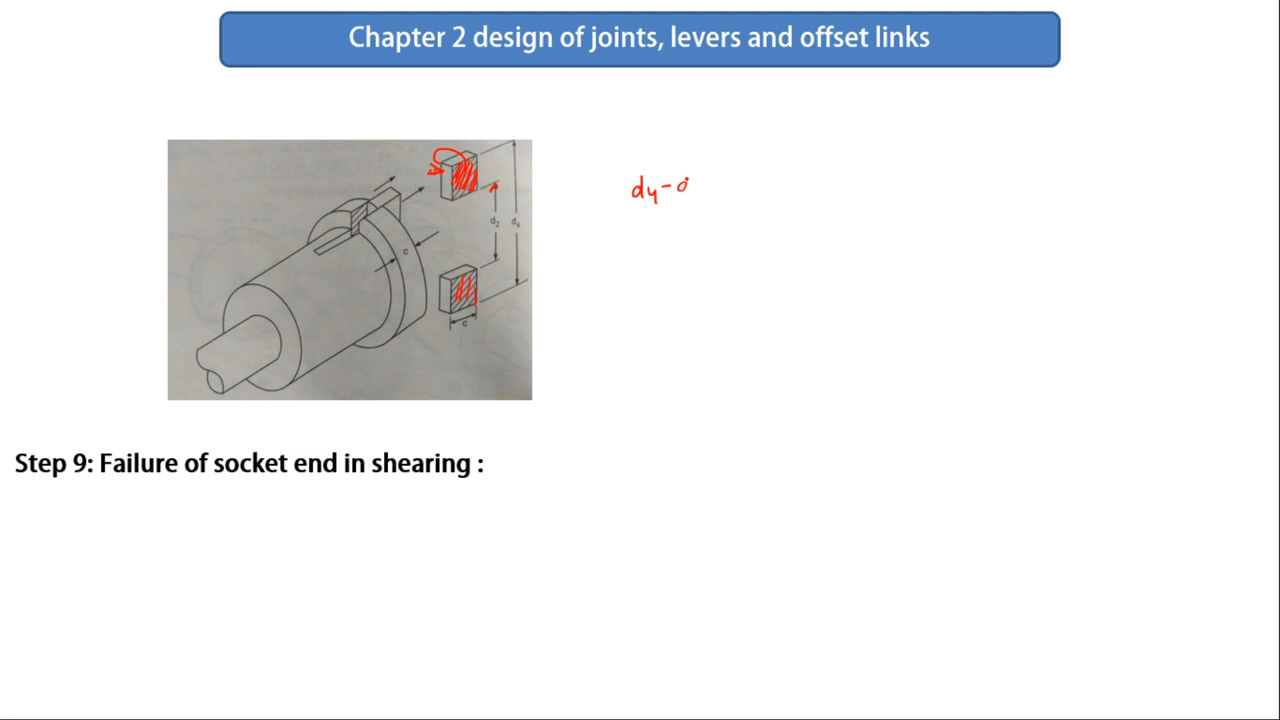 Chapter 2 design of joints, levers and offset links
d₂
d₄
c
c
d4-d
Step 9: Failure of socket end in shearing :